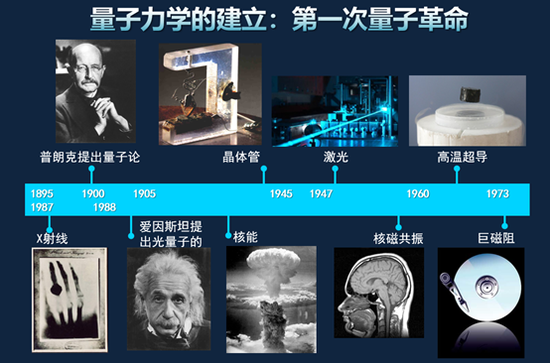 量子力学的建立：第一次量子革命
普朗克提出量子论
晶体管
激光
高温超导
1895 1900 1905 1945 1947 1960 1973
1987 1988
X射线
爱因斯坦提
出光量子的
核能
核磁共振
巨磁阻